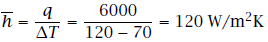 h̅ = q/ΔT = 6000/(120 − 70) = 120 W/m²K